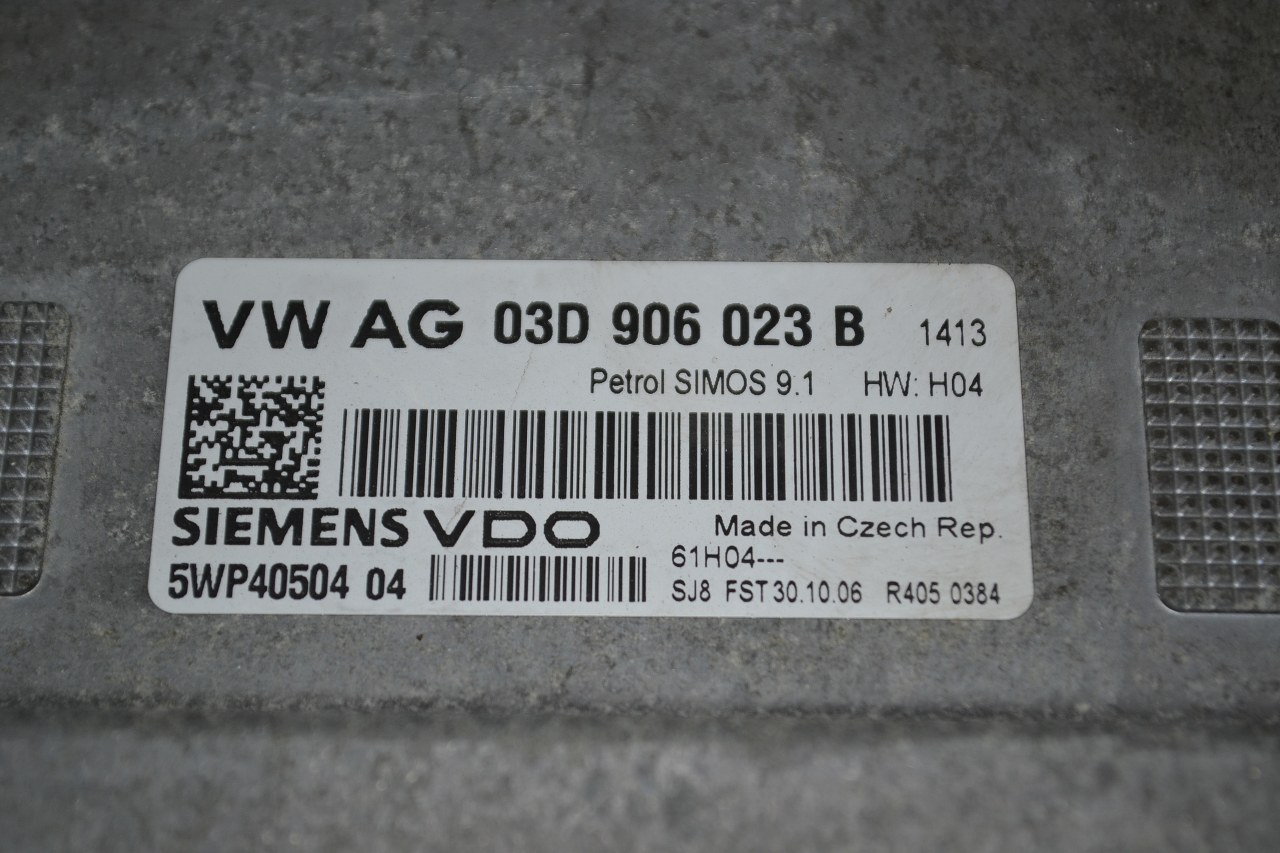 VW AG 03D 906 023 B 1413
Petrol SIMOS 9.1 HW: H04
SIEMENS VDO Made in Czech Rep.
61H04---
5WP40504 04 SJ8 FST 30.10.06 R405 0384